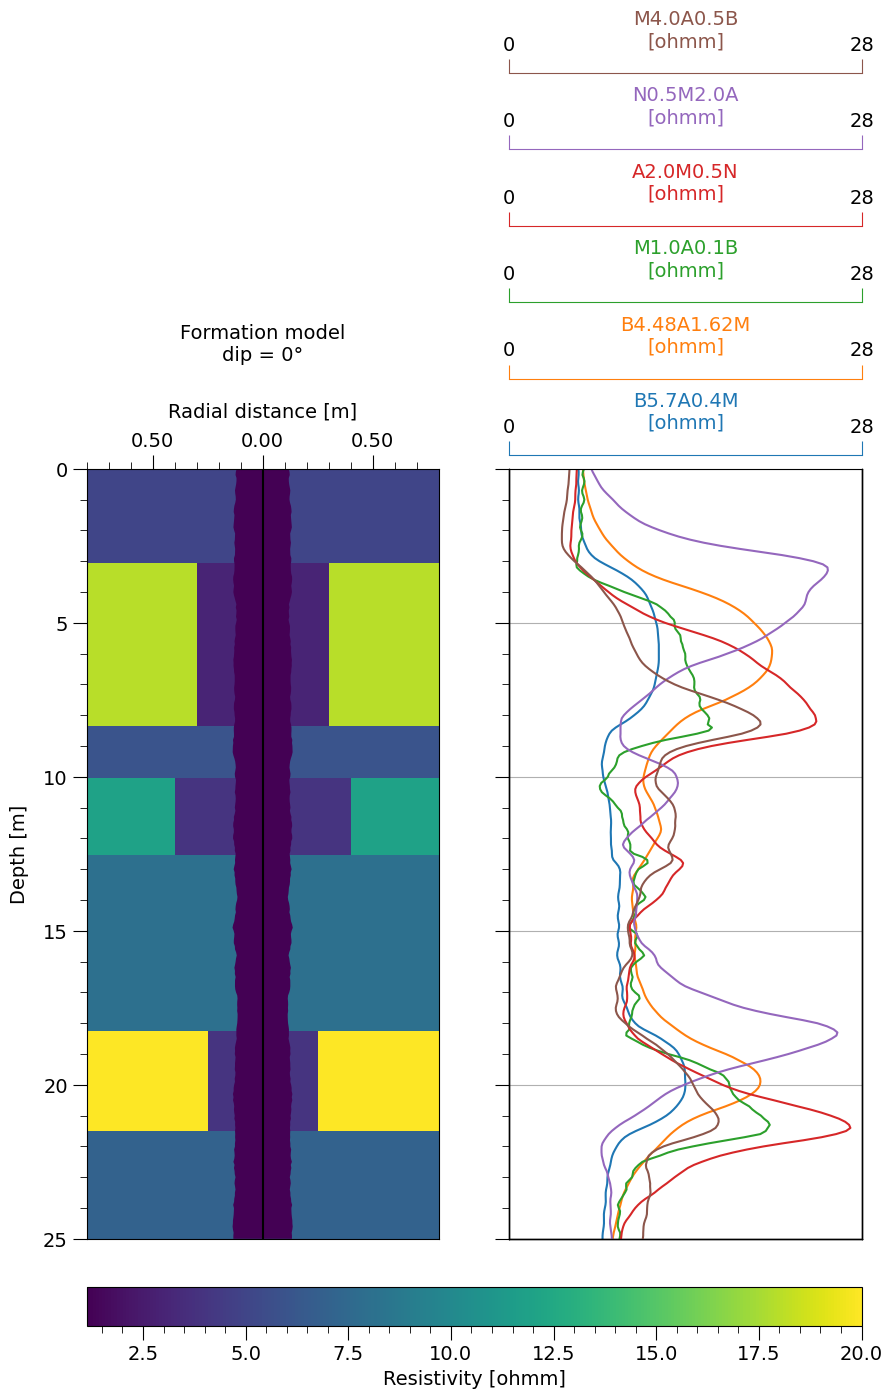 M4.0A0.5B
0 [ohmm] 28
N0.5M2.0A
0 [ohmm] 28
A2.0M0.5N
0 [ohmm] 28
M1.0A0.1B
0 [ohmm] 28
B4.48A1.62M
0 [ohmm] 28
B5.7A0.4M
0 [ohmm] 28
Formation model
dip = 0°
Radial distance [m]
0.50 0.00 0.50
0
5
10
15
20
25
Depth [m]
2.5 5.0 7.5 10.0 12.5 15.0 17.5 20.0
Resistivity [ohmm]